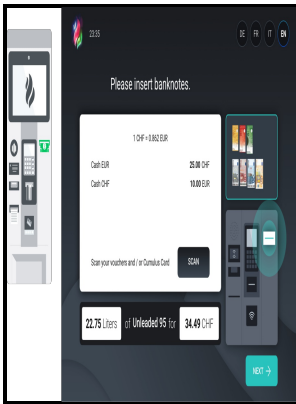 23:35
DE FR IT EN
Please insert banknotes.
1 CHF = 0.862 EUR
Cash EUR 25.00 CHF
Cash CHF 10.00 EUR
Scan your vouchers and / or Cumulus Card SCAN
22.75 Liters of Unleaded 95 for 34.49 CHF
NEXT →